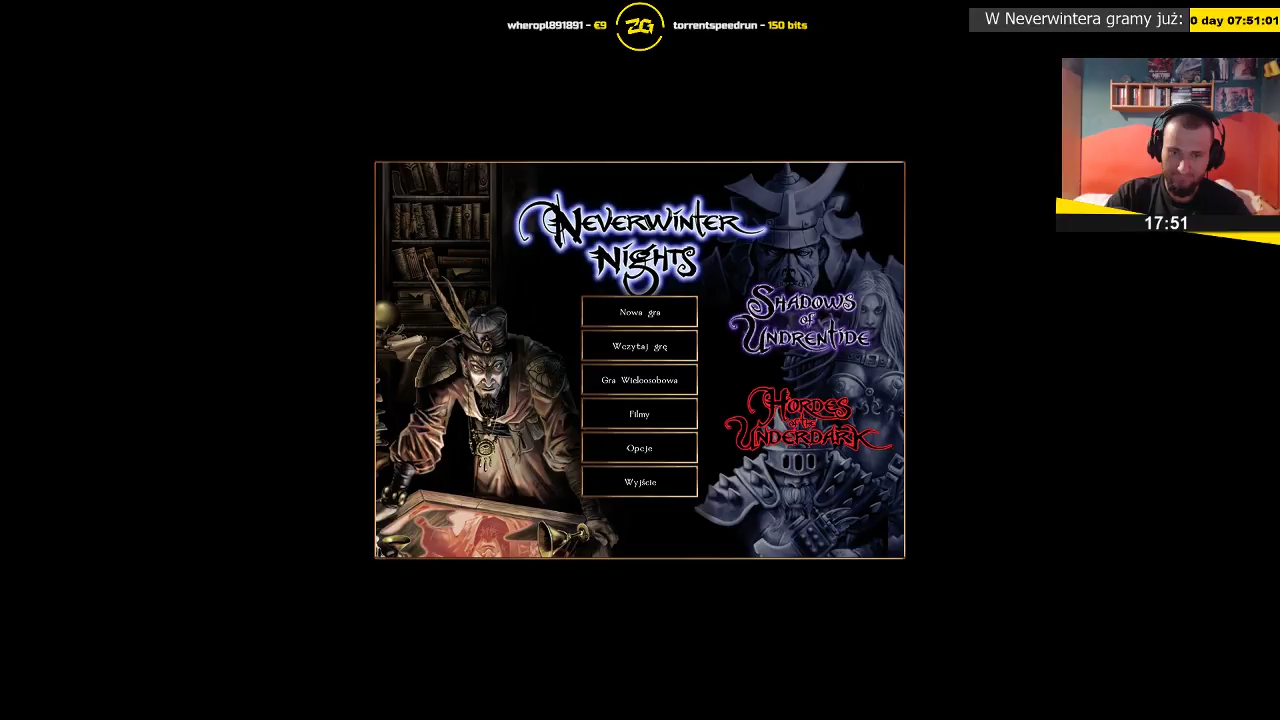 wheropl891891 - €9
ZG
torrentspeedrun - 150 bits
W Neverwintera gramy już:
0 day 07:51:01
17:51
Neverwinter
Nights
Shadows
of
Undrentide
Hordes
of the
Underdark
Nowa gra
Wczytaj grę
Gra Wieloosobowa
Filmy
Opcje
Wyjście